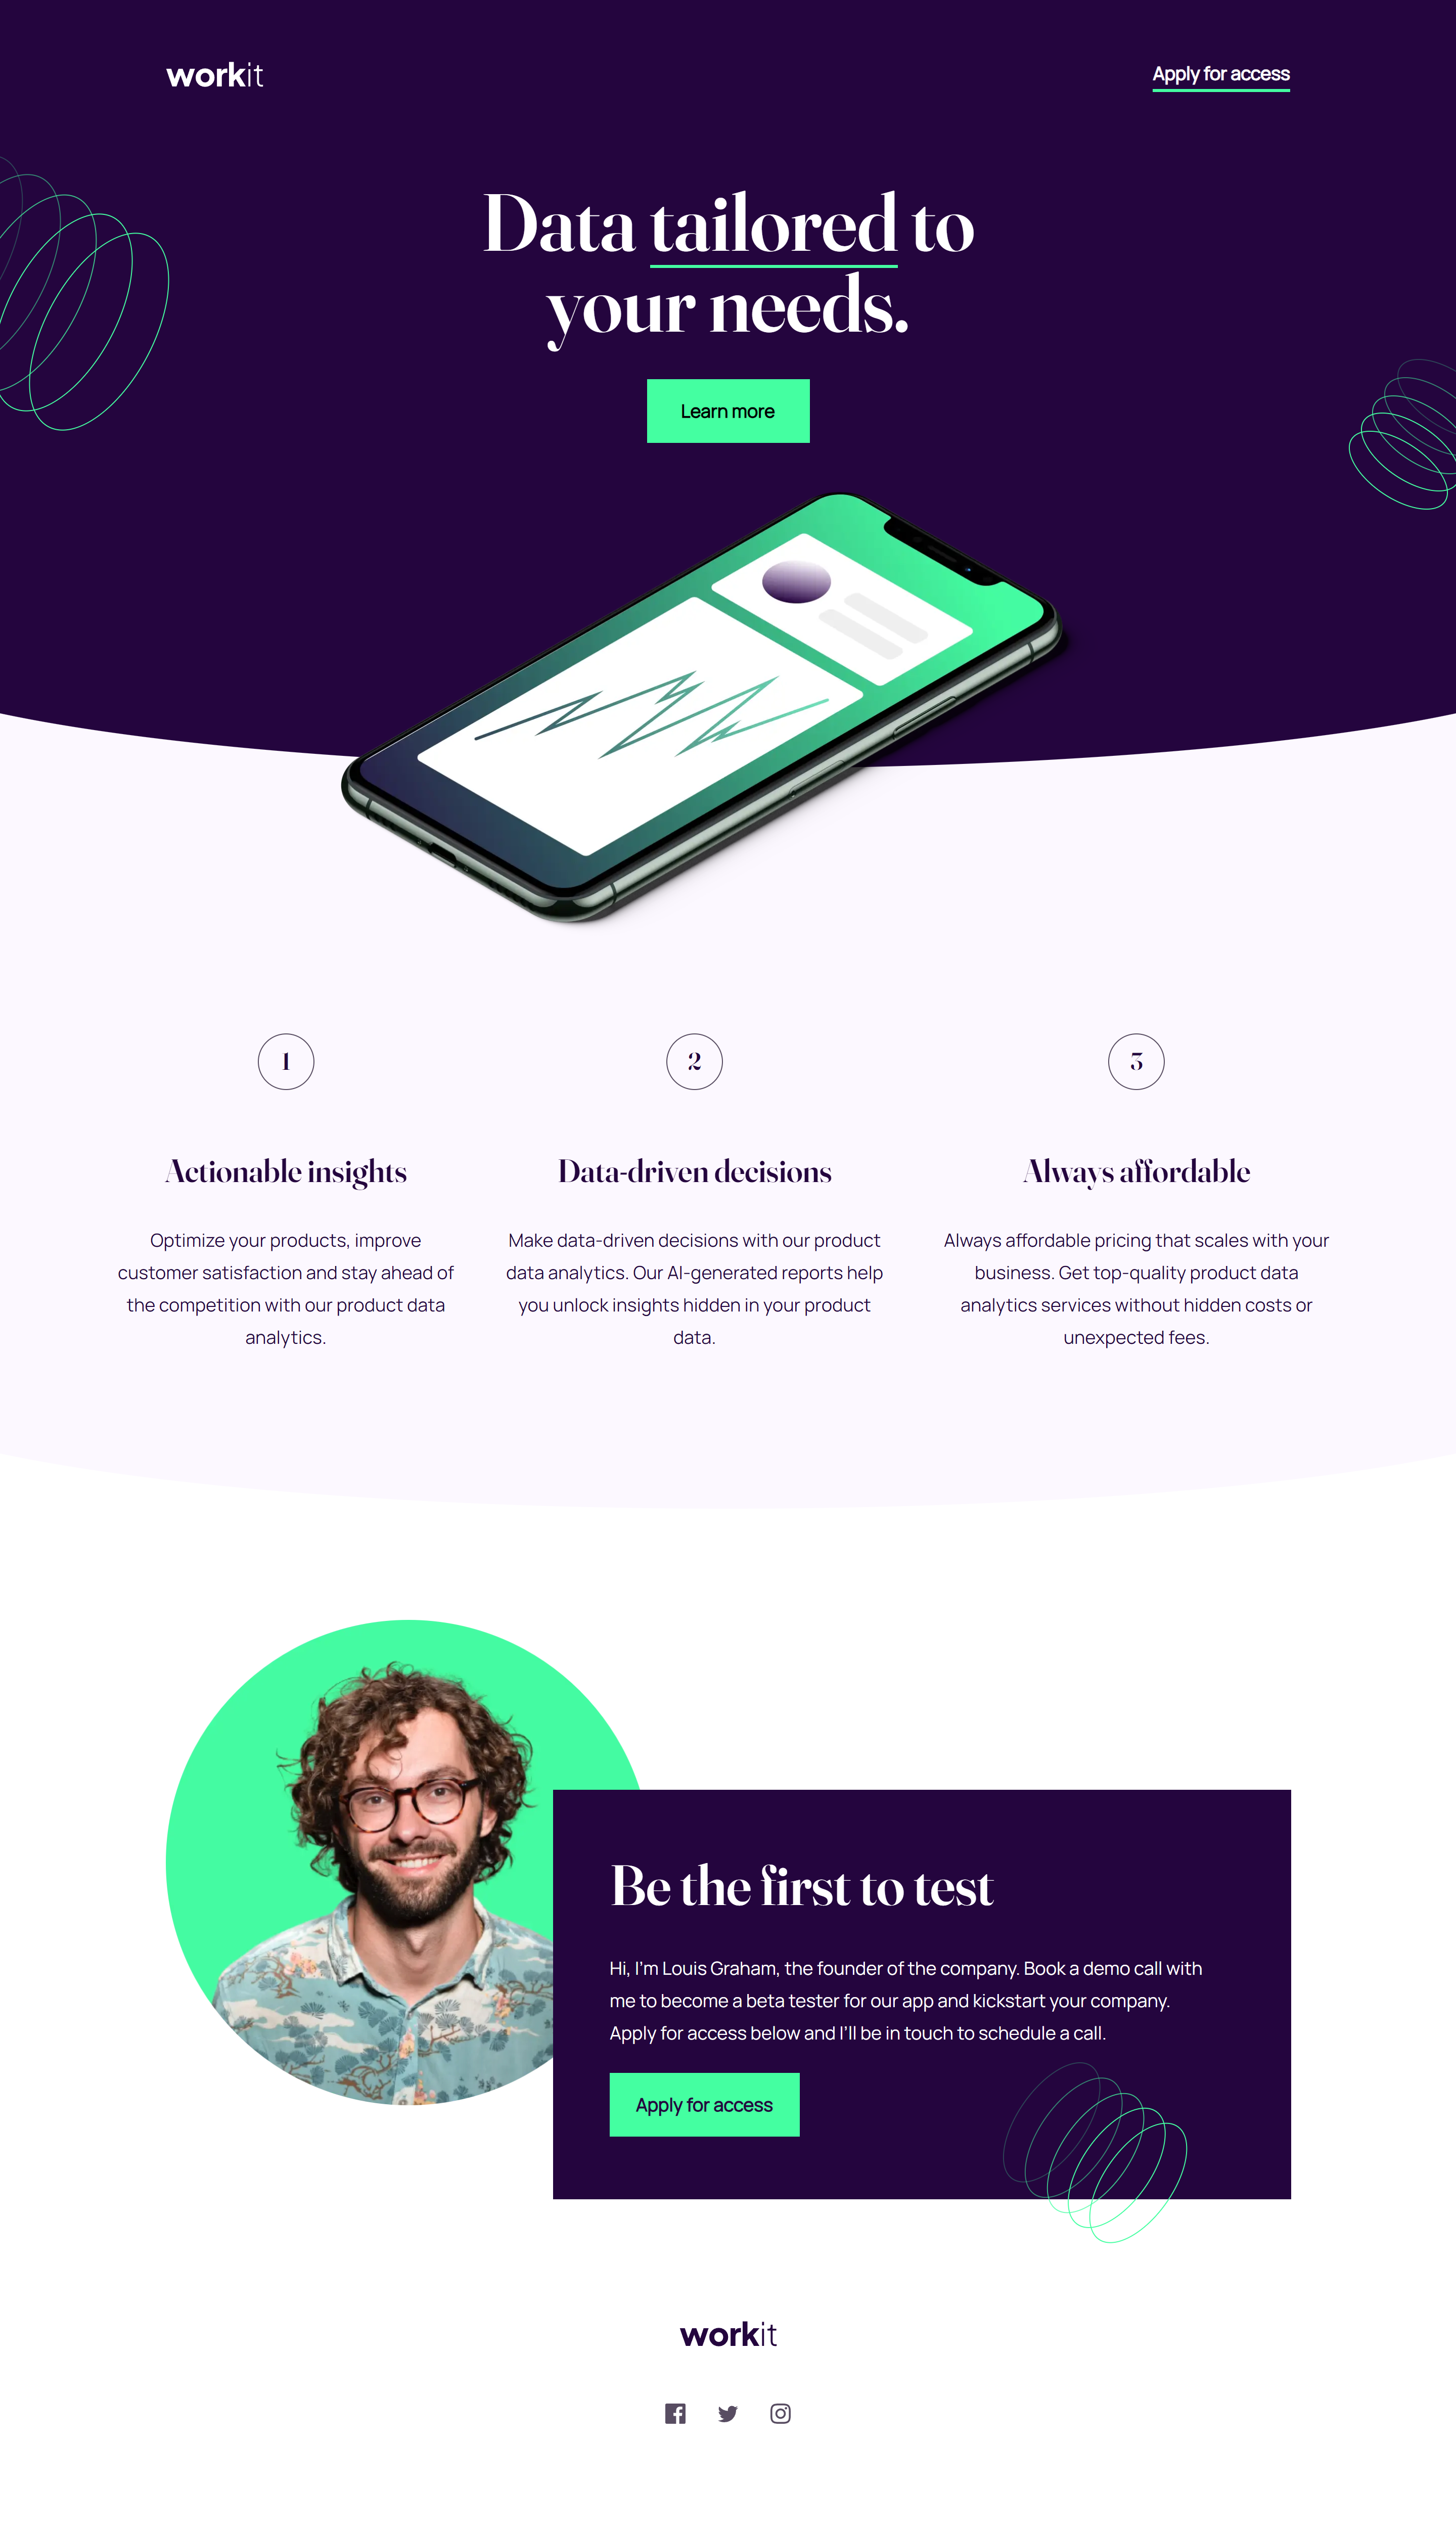 workit
Apply for access
Data tailored to
your needs.
Learn more
1
Actionable insights
Optimize your products, improve
customer satisfaction and stay ahead of
the competition with our product data
analytics.
2
Data-driven decisions
Make data-driven decisions with our product
data analytics. Our AI-generated reports help
you unlock insights hidden in your product
data.
3
Always affordable
Always affordable pricing that scales with your
business. Get top-quality product data
analytics services without hidden costs or
unexpected fees.
Be the first to test
Hi, I'm Louis Graham, the founder of the company. Book a demo call with
me to become a beta tester for our app and kickstart your company.
Apply for access below and I'll be in touch to schedule a call.
Apply for access
workit